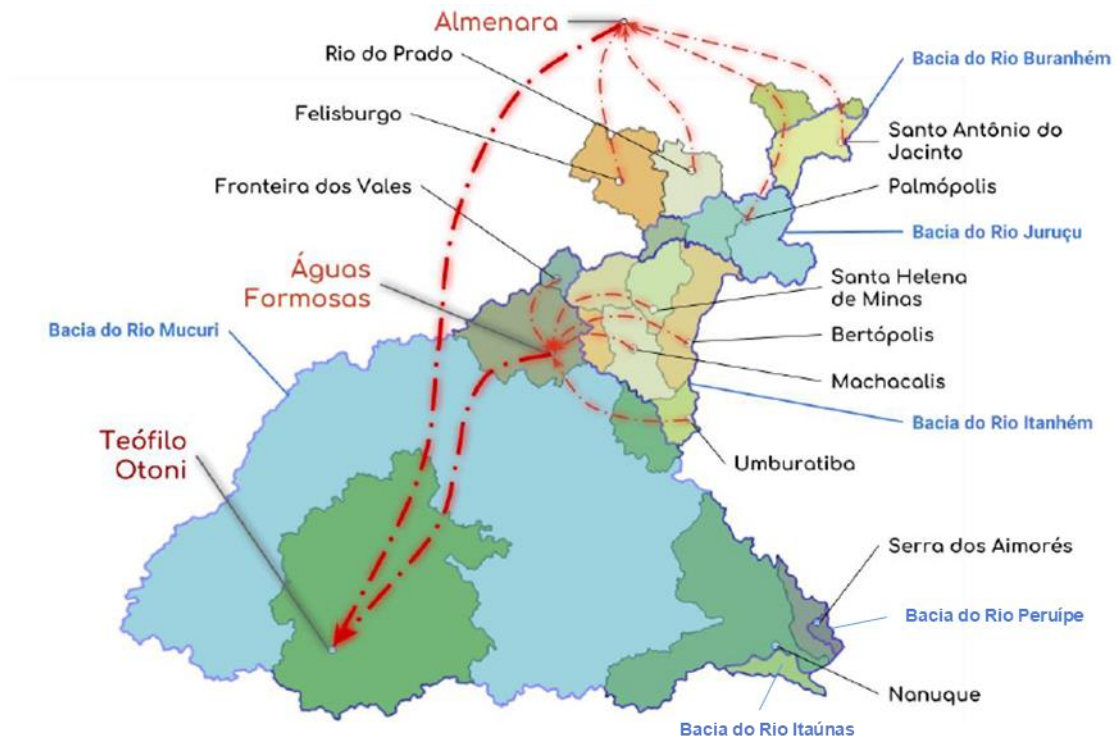 Almenara
Rio do Prado
Bacia do Rio Buranhém
Felisburgo
Santo Antônio do
Jacinto
Fronteira dos Vales
Palmópolis
Bacia do Rio Juruçu
Águas
Formosas
Santa Helena
de Minas
Bacia do Rio Mucuri
Bertópolis
Machacalis
Bacia do Rio Itanhém
Teófilo
Otoni
Umburatiba
Serra dos Aimorés
Bacia do Rio Peruípe
Nanuque
Bacia do Rio Itaúnas